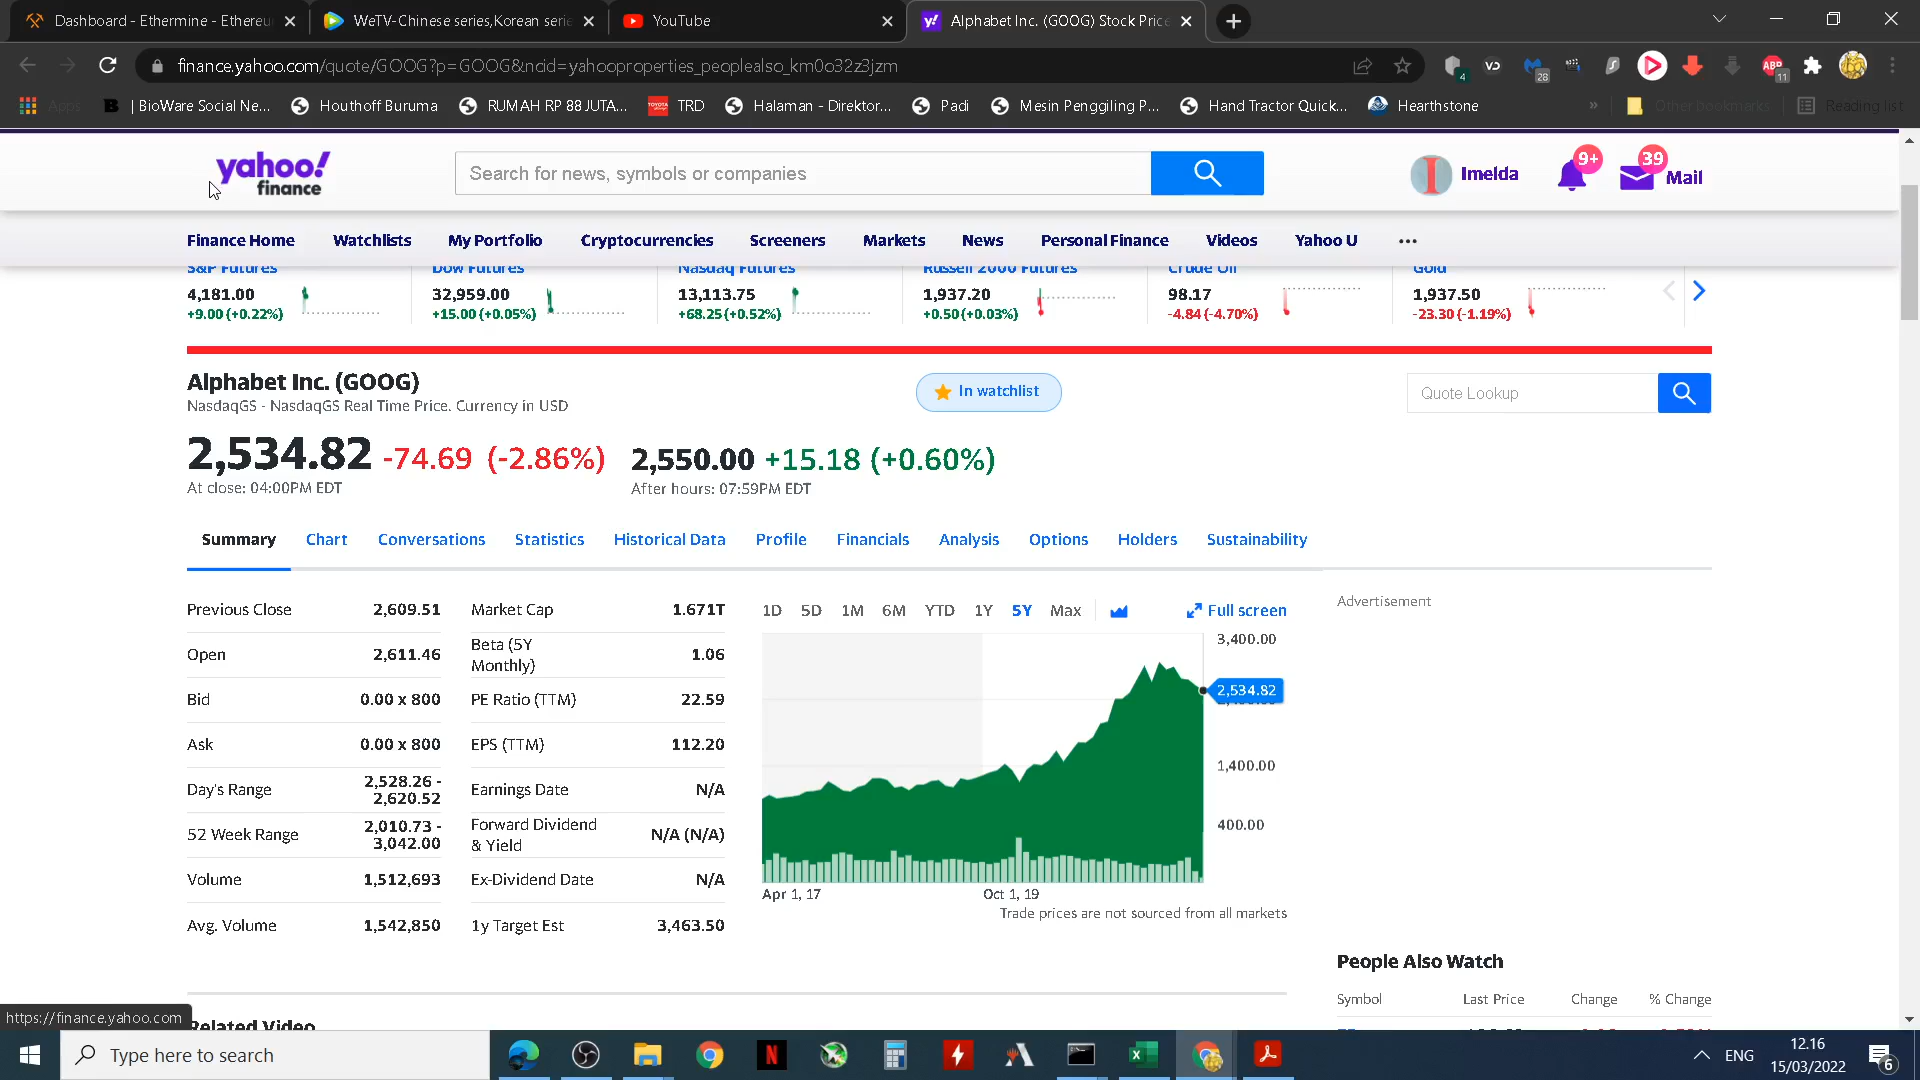 Dashboard - Ethermine - Ethereu
WeTV-Chinese series,Korean serie
YouTube
Alphabet Inc. (GOOG) Stock Price
finance.yahoo.com/quote/GOOG?p=GOOG&ncid=yahooproperties_peoplealso_km0o32z3jzm
4
VD
28
ABP
11
Apps
B | BioWare Social Ne...
Houthoff Buruma
RUMAH RP 88 JUTA...
TOYOTA TRD
Halaman - Direktor...
Padi
Mesin Penggiling P...
Hand Tractor Quick...
Hearthstone
»
Other bookmarks
Reading list
yahoo!
finance
Search for news, symbols or companies
I
Imelda
9+
39
Mail
Finance Home
Watchlists
My Portfolio
Cryptocurrencies
Screeners
Markets
News
Personal Finance
Videos
Yahoo U
...
S&P Futures
4,181.00
+9.00 (+0.22%)
Dow Futures
32,959.00
+15.00 (+0.05%)
Nasdaq Futures
13,113.75
+68.25 (+0.52%)
Russell 2000 Futures
1,937.20
+0.50 (+0.03%)
Crude Oil
98.17
-4.84 (-4.70%)
Gold
1,937.50
-23.30 (-1.19%)
Alphabet Inc. (GOOG)
NasdaqGS - NasdaqGS Real Time Price. Currency in USD
In watchlist
Quote Lookup
2,534.82 -74.69 (-2.86%)
At close: 04:00PM EDT
2,550.00 +15.18 (+0.60%)
After hours: 07:59PM EDT
Summary
Chart
Conversations
Statistics
Historical Data
Profile
Financials
Analysis
Options
Holders
Sustainability
Previous Close 2,609.51
Open 2,611.46
Bid 0.00 x 800
Ask 0.00 x 800
Day's Range 2,528.26 -
2,620.52
52 Week Range 2,010.73 -
3,042.00
Volume 1,512,693
Avg. Volume 1,542,850
Market Cap 1.671T
Beta (5Y
Monthly) 1.06
PE Ratio (TTM) 22.59
EPS (TTM) 112.20
Earnings Date N/A
Forward Dividend
& Yield N/A (N/A)
Ex-Dividend Date N/A
1y Target Est 3,463.50
1D 5D 1M 6M YTD 1Y 5Y Max
Full screen
3,400.00
2,534.82
1,400.00
400.00
Apr 1, 17
Oct 1, 19
Trade prices are not sourced from all markets
Advertisement
People Also Watch
Symbol Last Price Change % Change
https://finance.yahoo.com
Related Video
Type here to search
N
ENG
12.16
15/03/2022
6